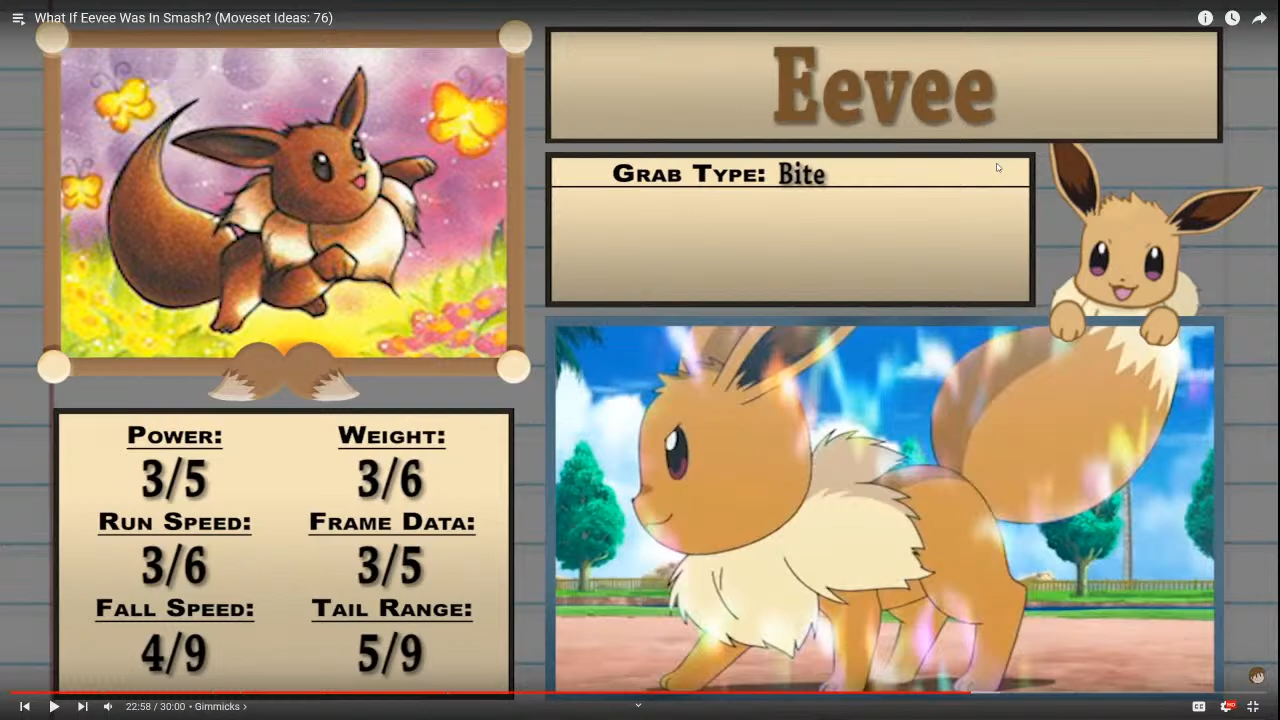 What If Eevee Was In Smash? (Moveset Ideas: 76)
Eevee
Grab Type: Bite
Power: Weight:
3/5 3/6
Run Speed: Frame Data:
3/6 3/5
Fall Speed: Tail Range:
4/9 5/9
22:58 / 30:00 • Gimmicks ›
CC HD